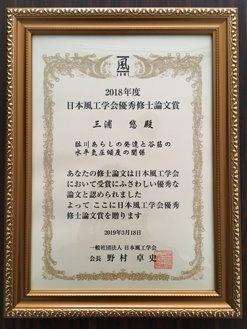 風
2018年度
日本風工学会優秀修士論文賞
三浦 悠 殿
肱川あらしの発達と谷筋の
水平気圧傾度の関係
あなたの修士論文は日本風工学会
において受賞にふさわしい優秀な
論文と認められました
よって ここに日本風工学会優秀
修士論文賞を贈ります
2019年3月18日
一般社団法人 日本風工学会
会長 野村 卓史